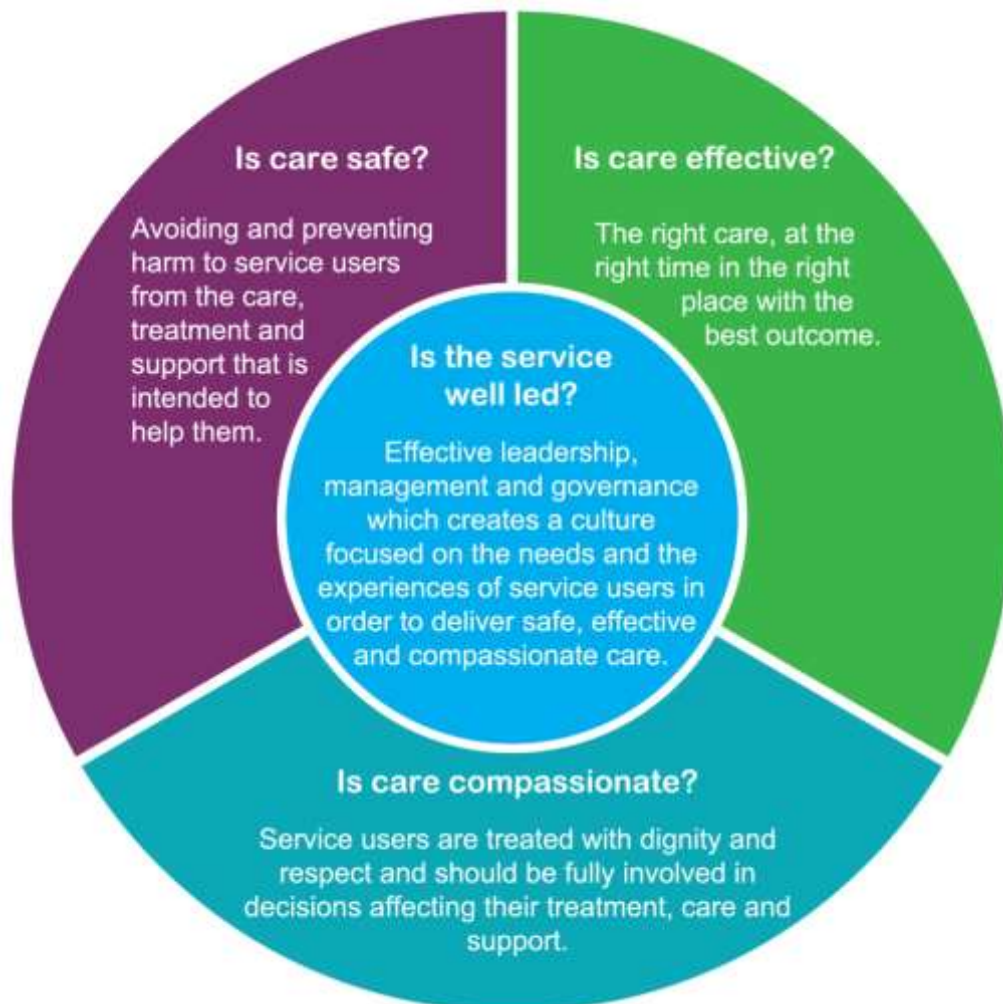 Is care safe?
Avoiding and preventing
harm to service users
from the care,
treatment and
support that is
intended to
help them.
Is care effective?
The right care, at the
right time in the right
place with the
best outcome.
Is the service
well led?
Effective leadership,
management and governance
which creates a culture
focused on the needs and the
experiences of service users in
order to deliver safe, effective
and compassionate care.
Is care compassionate?
Service users are treated with dignity and
respect and should be fully involved in
decisions affecting their treatment, care and
support.